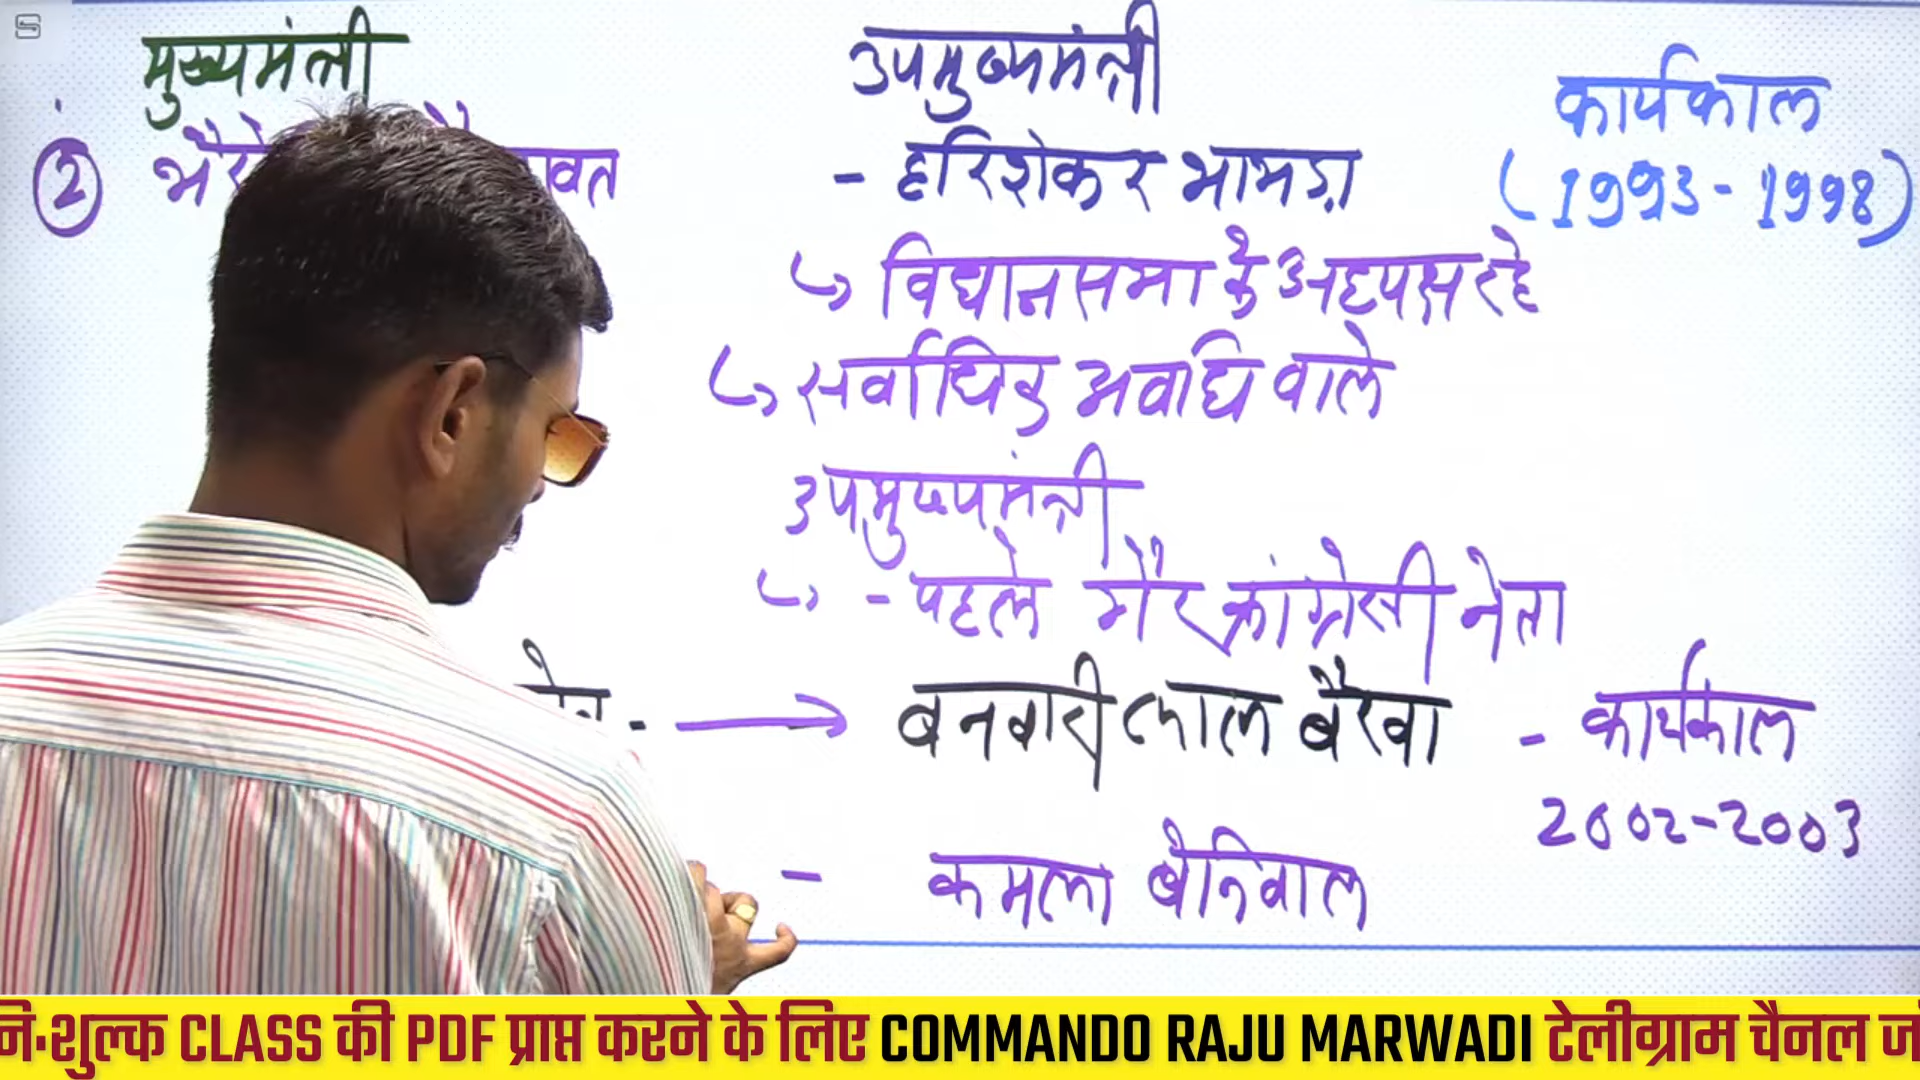 मुख्यमंत्री
उपमुख्यमंत्री
कार्यकाल
② - हरिशंकर भाभड़ा (1993-1998)
↳ विधानसभा के अध्यक्ष रहे
↳ सर्वाधिक अवधि वाले
उपमुख्यमंत्री
↳ - पहले गैर कांग्रेसी नेता
→ बनवारी लाल बैरवा - कार्यकाल
2002-2003
- कमला बेनिवाल
नि:शुल्क CLASS की PDF प्राप्त करने के लिए COMMANDO RAJU MARWADI टेलीग्राम चैनल